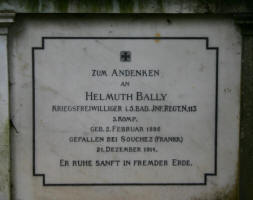 ZUM ANDENKEN
AN
HELMUTH BALLY
KRIEGSFREIWILLIGER I. 5. BAD. JNF. REGT. N. 113
3. KOMP.
GEB. 2. FEBRUAR 1896
GEFALLEN BEI SOUCHEZ (FRANKR.)
21. DEZEMBER 1914.
ER RUHE SANFT IN FREMDER ERDE.